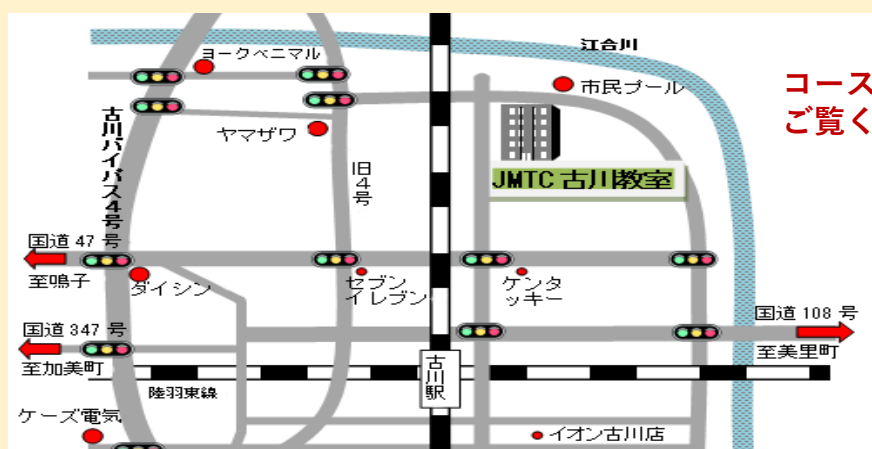 江合川
ヨークベニマル
市民プール
コース
ご覧く
古川バイパス4号
ヤマザワ
旧4号
JMTC 古川教室
国道 47 号
至鳴子
ダイシン
セブン
イレブン
ケンタ
ッキー
国道 108 号
至美里町
国道 347 号
至加美町
古川駅
陸羽東線
ケーズ電気
イオン古川店